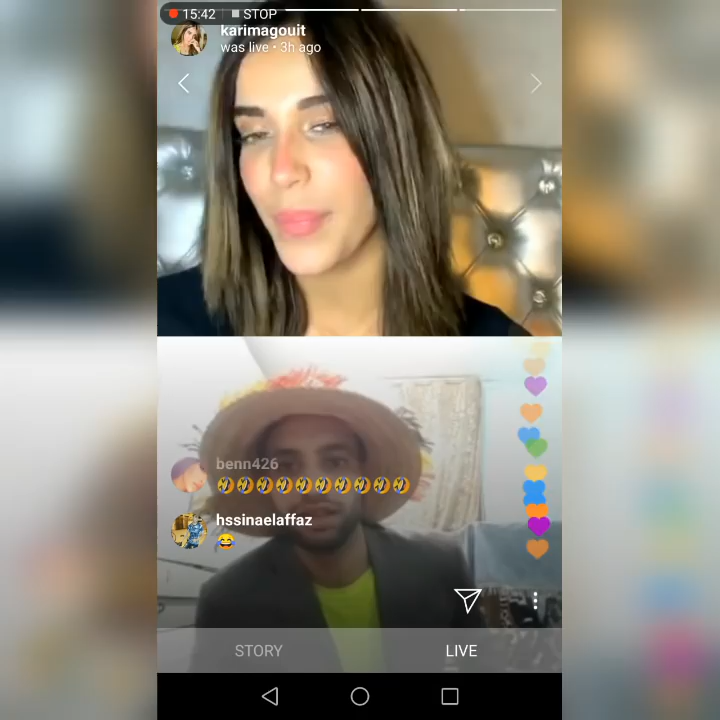 15:42 STOP
karimagouit
was live • 3h ago
benn426
🤣🤣🤣🤣🤣🤣🤣🤣🤣🤣
hssinaelaffaz
😂
STORY LIVE